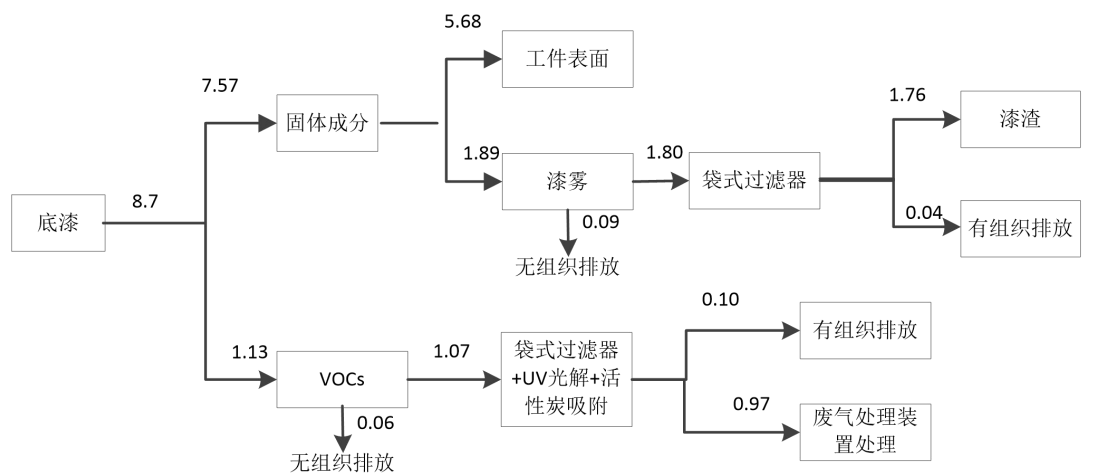 5.68
工件表面
7.57
固体成分
1.76
漆渣
1.89
漆雾
1.80
袋式过滤器
8.7
底漆
0.09
无组织排放
0.04
有组织排放
0.10
有组织排放
1.13
VOCs
1.07
袋式过滤器
+UV光解+活
性炭吸附
0.06
无组织排放
0.97
废气处理装
置处理